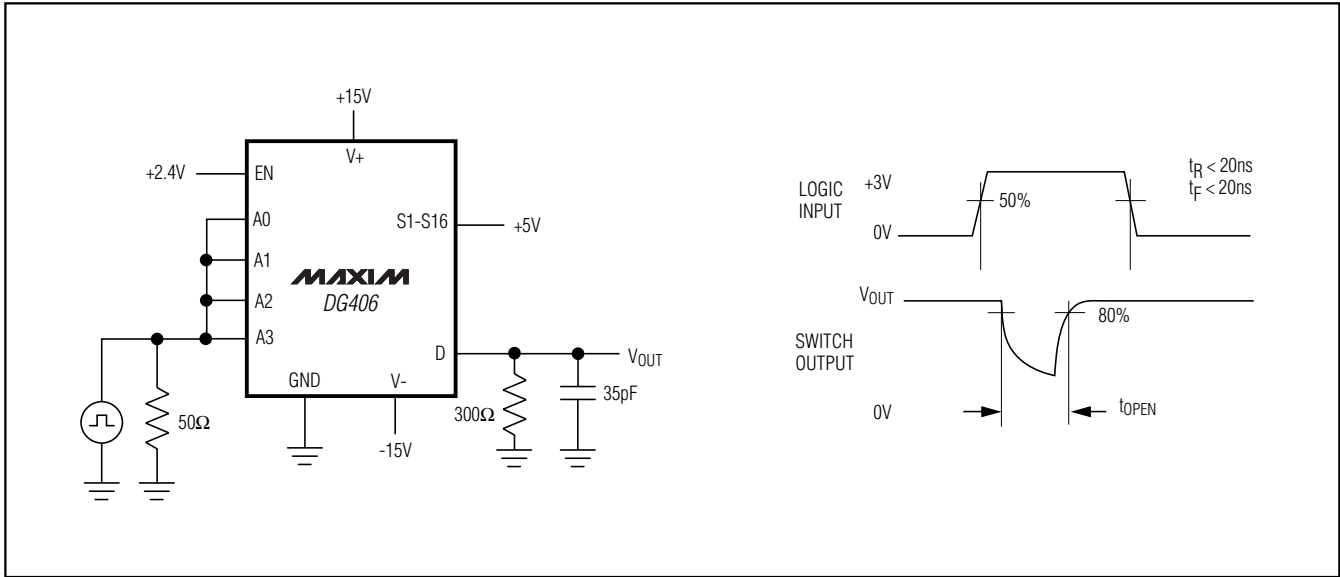 +15V
V+
+2.4V
EN
A0
S1-S16
+5V
A1
MAXIM
A2
DG406
A3
D
VOUT
GND
V-
50Ω
300Ω
35pF
-15V
LOGIC
INPUT
+3V
50%
0V
tR < 20ns
tF < 20ns
VOUT
80%
SWITCH
OUTPUT
0V
tOPEN